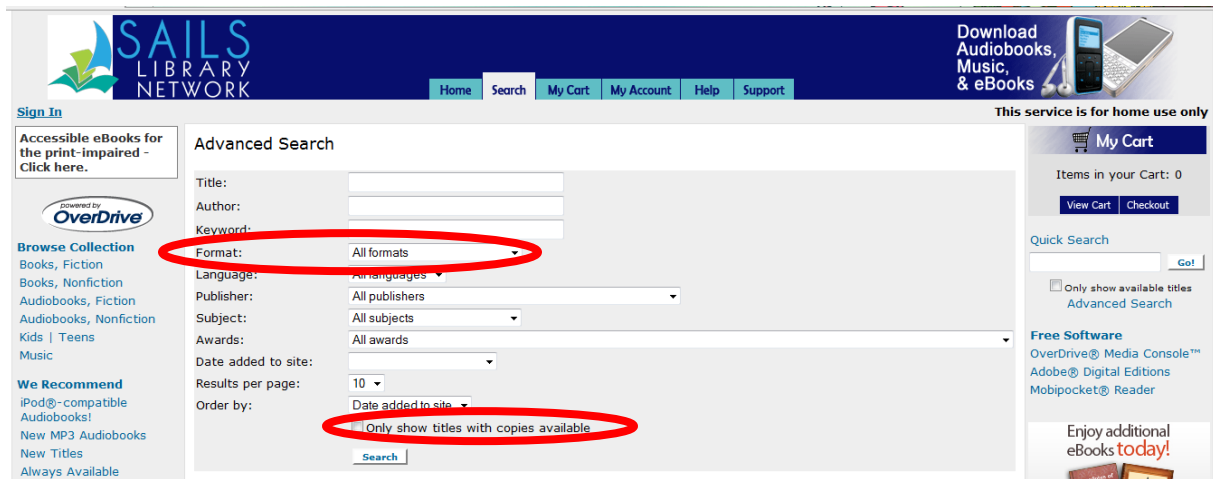 SAILS
LIBRARY
NETWORK
Home Search My Cart My Account Help Support
Download
Audiobooks,
Music,
& eBooks
Sign In
This service is for home use only
Accessible eBooks for
the print-impaired -
Click here.
powered by
OverDrive
Browse Collection
Books, Fiction
Books, Nonfiction
Audiobooks, Fiction
Audiobooks, Nonfiction
Kids | Teens
Music
We Recommend
iPod®-compatible
Audiobooks!
New MP3 Audiobooks
New Titles
Always Available
Advanced Search
Title:
Author:
Keyword:
Format: All formats
Language: All languages
Publisher: All publishers
Subject: All subjects
Awards: All awards
Date added to site:
Results per page: 10
Order by: Date added to site
Only show titles with copies available
Search
My Cart
Items in your Cart: 0
View Cart Checkout
Quick Search
Go!
Only show available titles
Advanced Search
Free Software
OverDrive® Media Console™
Adobe® Digital Editions
Mobipocket® Reader
Enjoy additional
eBooks today!